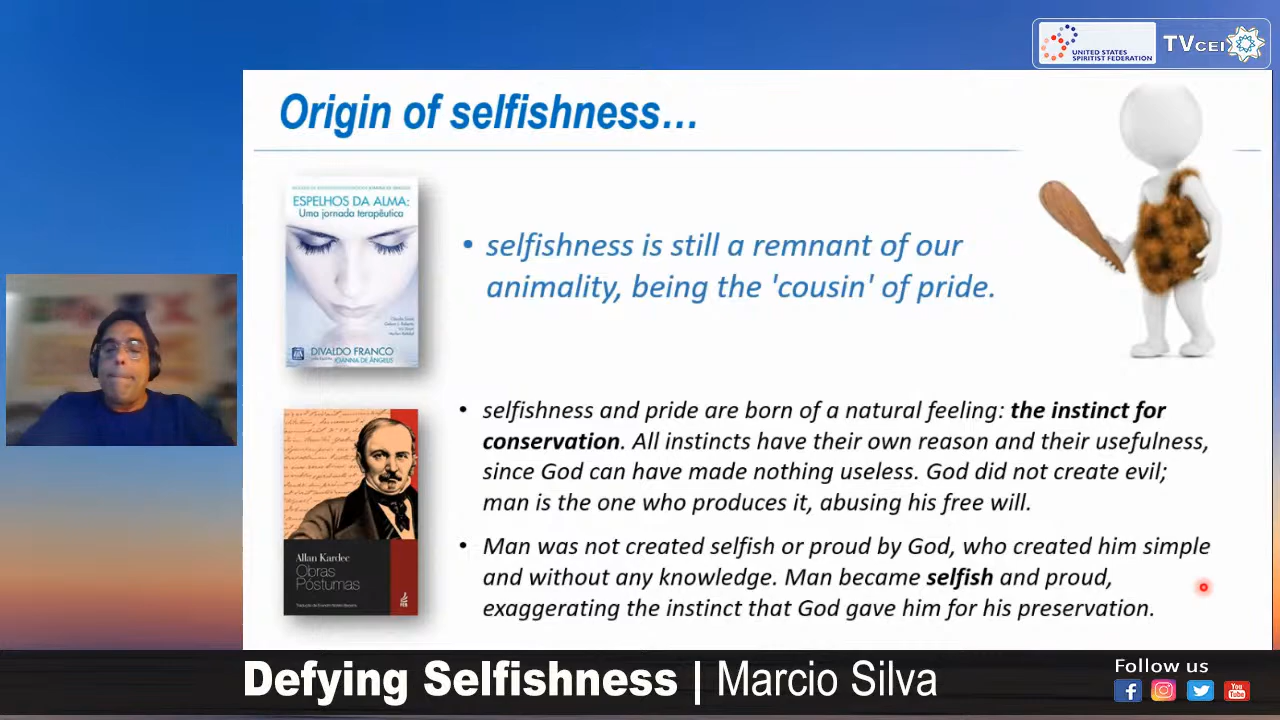 UNITED STATES
SPIRITIST FEDERATION
TVCEI
Origin of selfishness...
ESPELHOS DA ALMA:
Uma jornada terapêutica
DIVALDO FRANCO
JOANNA DE ÂNGELIS
• selfishness is still a remnant of our
animality, being the 'cousin' of pride.
Allan Kardec
Obras
Póstumas
FEB
• selfishness and pride are born of a natural feeling: the instinct for
conservation. All instincts have their own reason and their usefulness,
since God can have made nothing useless. God did not create evil;
man is the one who produces it, abusing his free will.
• Man was not created selfish or proud by God, who created him simple
and without any knowledge. Man became selfish and proud,
exaggerating the instinct that God gave him for his preservation.
Defying Selfishness | Marcio Silva
Follow us
You
Tube